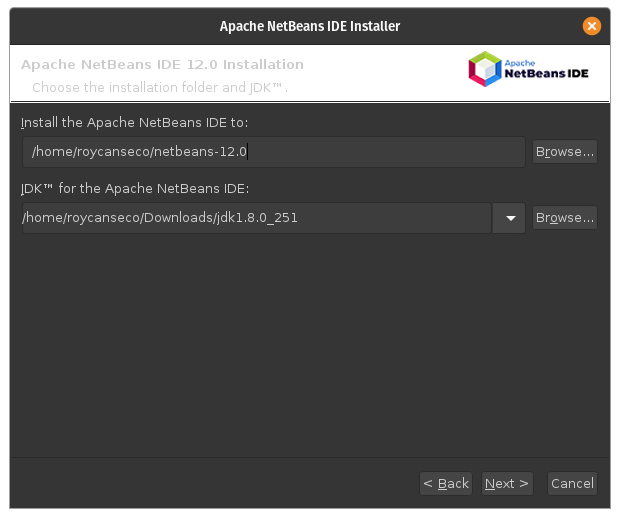 Apache NetBeans IDE Installer
Apache NetBeans IDE 12.0 Installation
Choose the installation folder and JDK™.
Apache
NetBeans IDE
Install the Apache NetBeans IDE to:
/home/roycanseco/netbeans-12.0
Browse...
JDK™ for the Apache NetBeans IDE:
/home/roycanseco/Downloads/jdk1.8.0_251
Browse...
< Back
Next >
Cancel